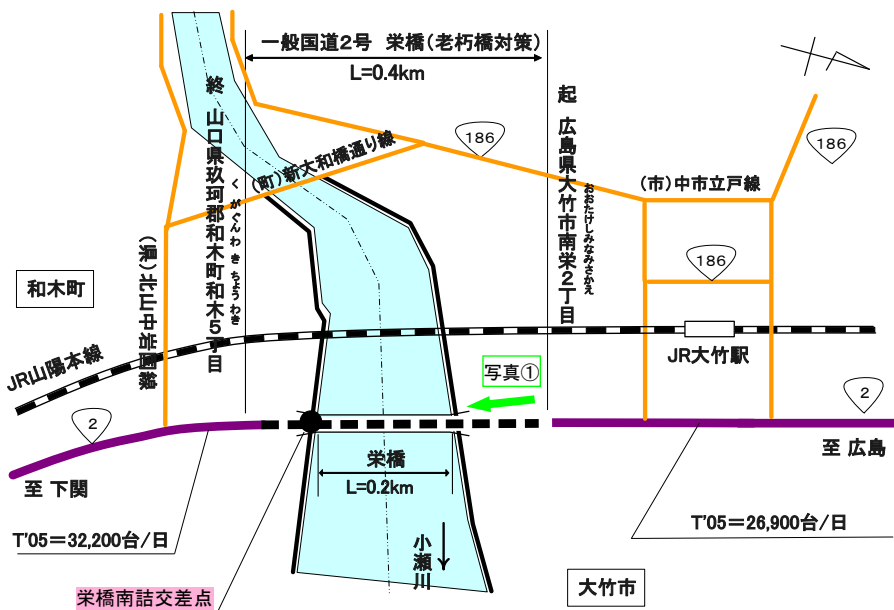 一般国道2号 栄橋(老朽橋対策)
L=0.4km
終 山口県玖珂郡和木町和木5丁目
くがぐんわきちょうわき
起 広島県大竹市南栄2丁目
おおたけしみなみさかえ
186
186
(町)新大和橋通り線
(市)中市立戸線
186
(県)北山中岩国線
和木町
JR山陽本線
JR大竹駅
写真①
2
2
至 下関
至 広島
栄橋
L=0.2km
T'05=32,200台/日
T'05=26,900台/日
小瀬川
栄橋南詰交差点
大竹市